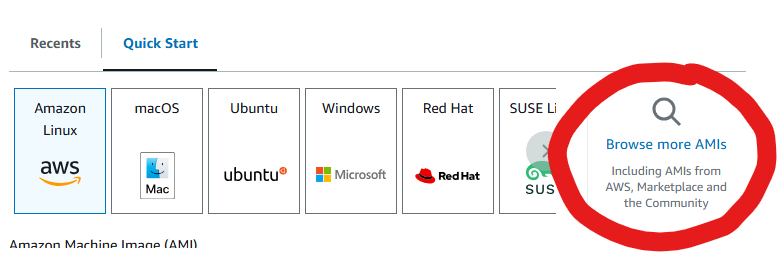 Recents
Quick Start
Amazon
Linux
aws
macOS
Mac
Ubuntu
ubuntu
Windows
Microsoft
Red Hat
Red Hat
SUSE Li
SUS
Browse more AMIs
Including AMIs from
AWS, Marketplace and
the Community
Amazon Machine Image (AMI)